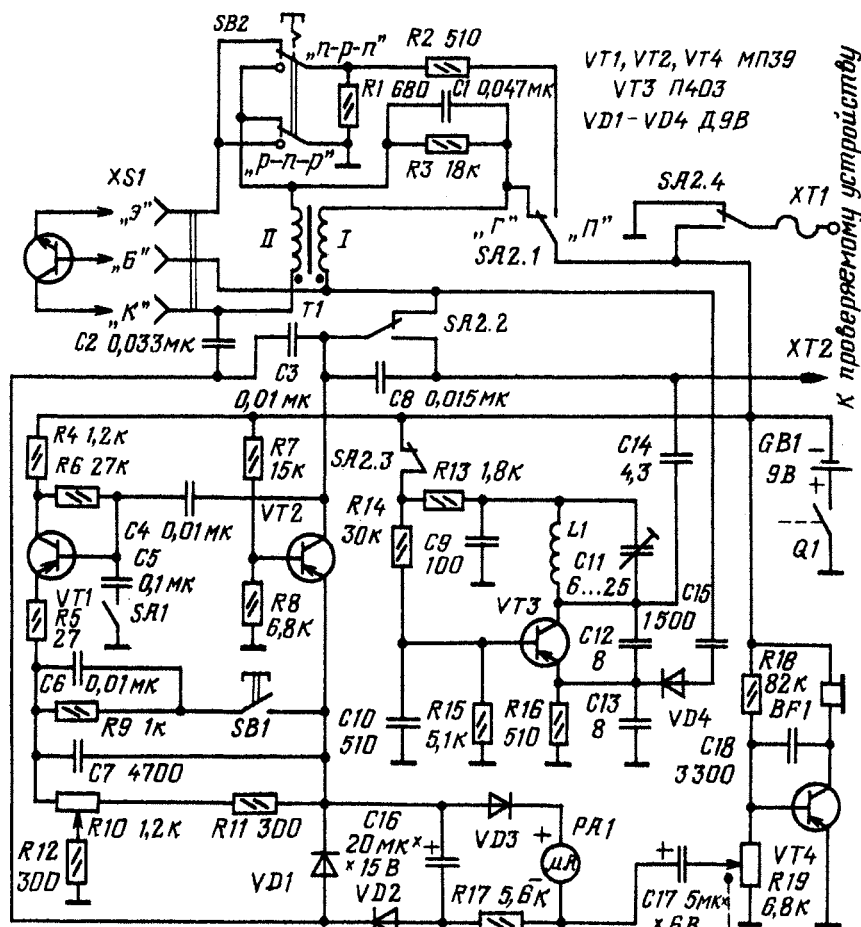 SB2
„п-р-п"
R2 510
VT1, VT2, VT4 МП39
VT3 П403
VD1-VD4 Д9В
R1 680
C1 0,047мк
R3 18к
„р-п-р"
XS1
„Э"
„Б"
„К"
II
I
T1
„Г"
„П"
SA2.1
SA2.4
XT1
К проверяемому устройству
C2 0,033мк
C3
0,01мк
SA2.2
C8 0,015мк
XT2
R4 1,2к
R6 27к
R7
15к
SA2.3
R13 1,8к
C14
4,3
GB1
9В
−
+
Q1
C4 0,01мк
VT2
R14
30к
C9
100
L1
C11
6...25
C5
0,1мк
VT1
SA1
R5
27
R8
6,8к
VT3
C15
1500
C12
8
C6 0,01мк
R9 1к
SB1
C10
510
R15
5,1к
R16
510
C13
8
VD4
R18
82к
BF1
C18
3300
C7 4700
R10 1,2к
R11 300
R12
300
C16
20мк×
×15В
+
VD1
VD2
VD3
+
PA1
μA
−
R17 5,6к
+
C17 5мк×
×6В
VT4
R19
6,8к